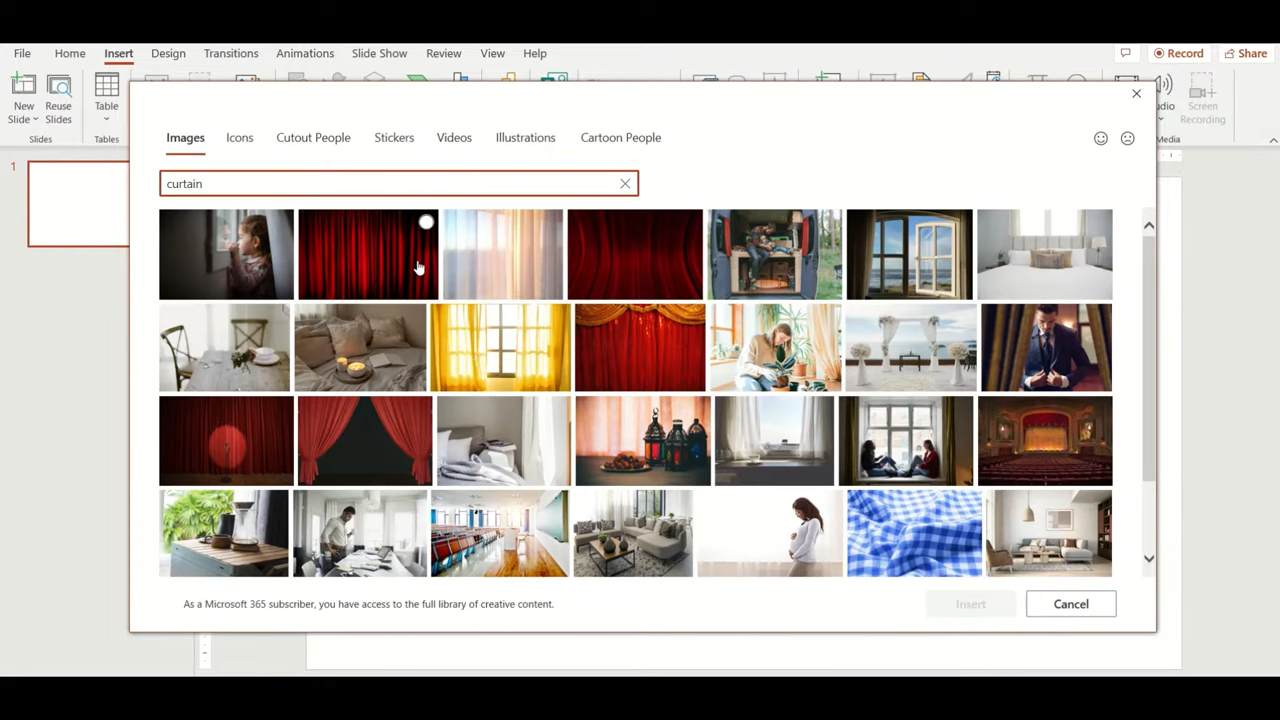 File Home Insert Design Transitions Animations Slide Show Review View Help Record Share
New Slide
Reuse Slides
Table
Screen Recording
Slides
Tables
Media
1
Images Icons Cutout People Stickers Videos Illustrations Cartoon People
curtain
As a Microsoft 365 subscriber, you have access to the full library of creative content.
Insert
Cancel